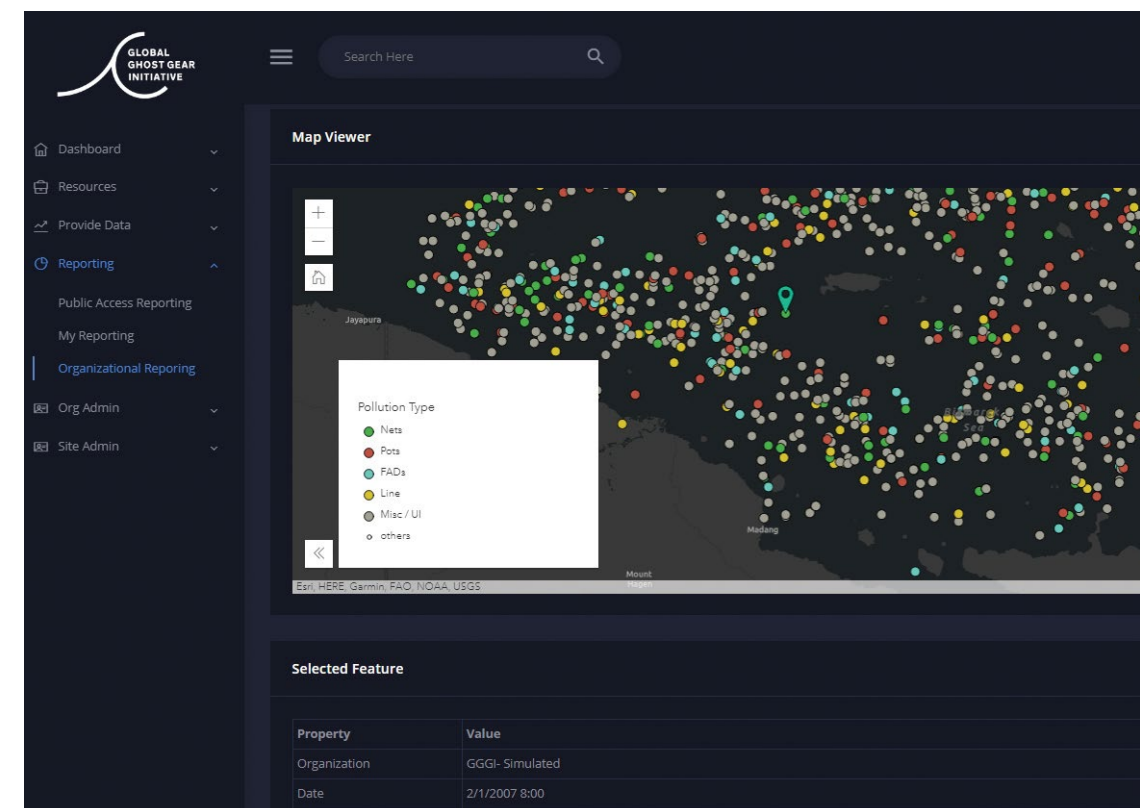 GLOBAL
GHOST GEAR
INITIATIVE
Search Here
Dashboard
Resources
Provide Data
Reporting
Public Access Reporting
My Reporting
Organizational Reporing
Org Admin
Site Admin
Map Viewer
Jayapura
Bismarck
Sea
Madang
Mount
Hagen
Pollution Type
Nets
Pots
FADs
Line
Misc / UI
others
Esri, HERE, Garmin, FAO, NOAA, USGS
Selected Feature
Property Value
Organization GGGI- Simulated
Date 2/1/2007 8:00